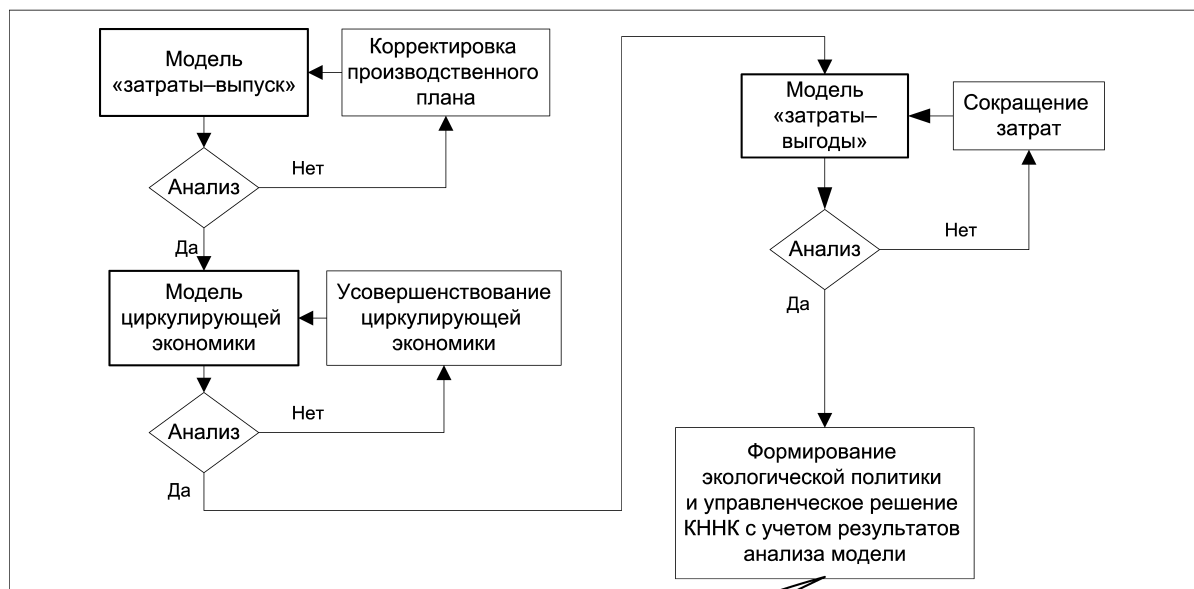 Модель
«затраты–выпуск»
Корректировка
производственного
плана
Анализ
Нет
Да
Модель
циркулирующей
экономики
Усовершенствование
циркулирующей
экономики
Анализ
Нет
Да
Модель
«затраты–
выгоды»
Сокращение
затрат
Анализ
Нет
Да
Формирование
экологической политики
и управленческое решение
КННК с учетом результатов
анализа модели